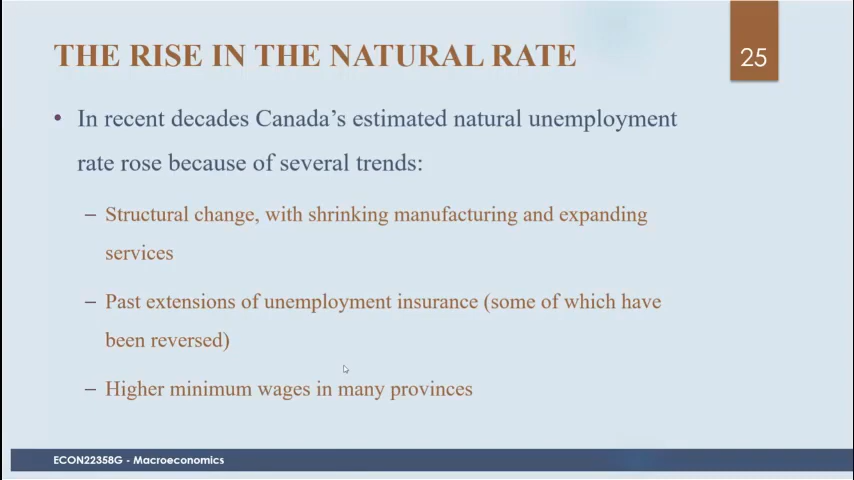 THE RISE IN THE NATURAL RATE
25
• In recent decades Canada's estimated natural unemployment
rate rose because of several trends:
– Structural change, with shrinking manufacturing and expanding
services
– Past extensions of unemployment insurance (some of which have
been reversed)
– Higher minimum wages in many provinces
ECON22358G - Macroeconomics